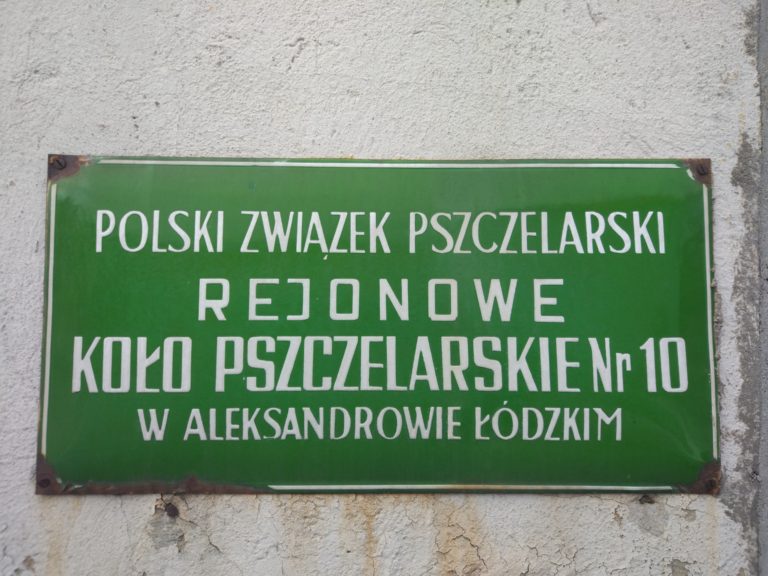 POLSKI ZWIĄZEK PSZCZELARSKI
REJONOWE
KOŁO PSZCZELARSKIE Nr 10
W ALEKSANDROWIE ŁÓDZKIM